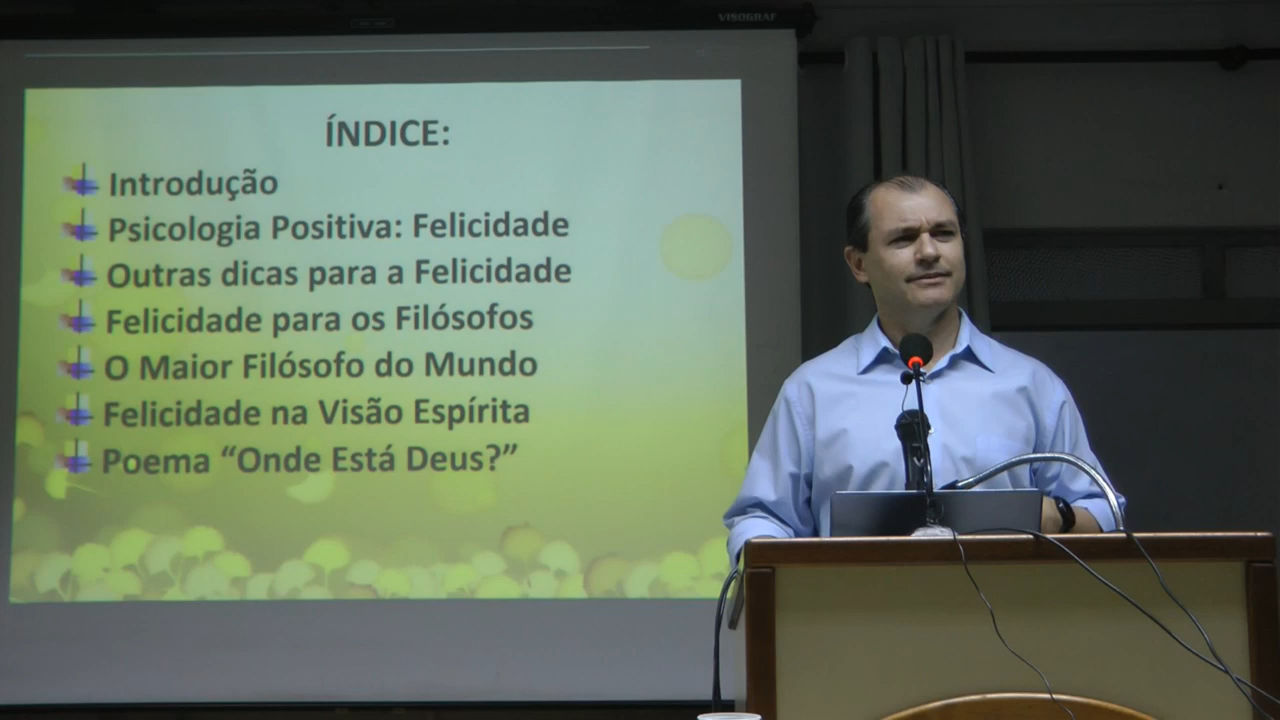 VISOGRAF
ÍNDICE:
Introdução
Psicologia Positiva: Felicidade
Outras dicas para a Felicidade
Felicidade para os Filósofos
O Maior Filósofo do Mundo
Felicidade na Visão Espírita
Poema “Onde Está Deus?”